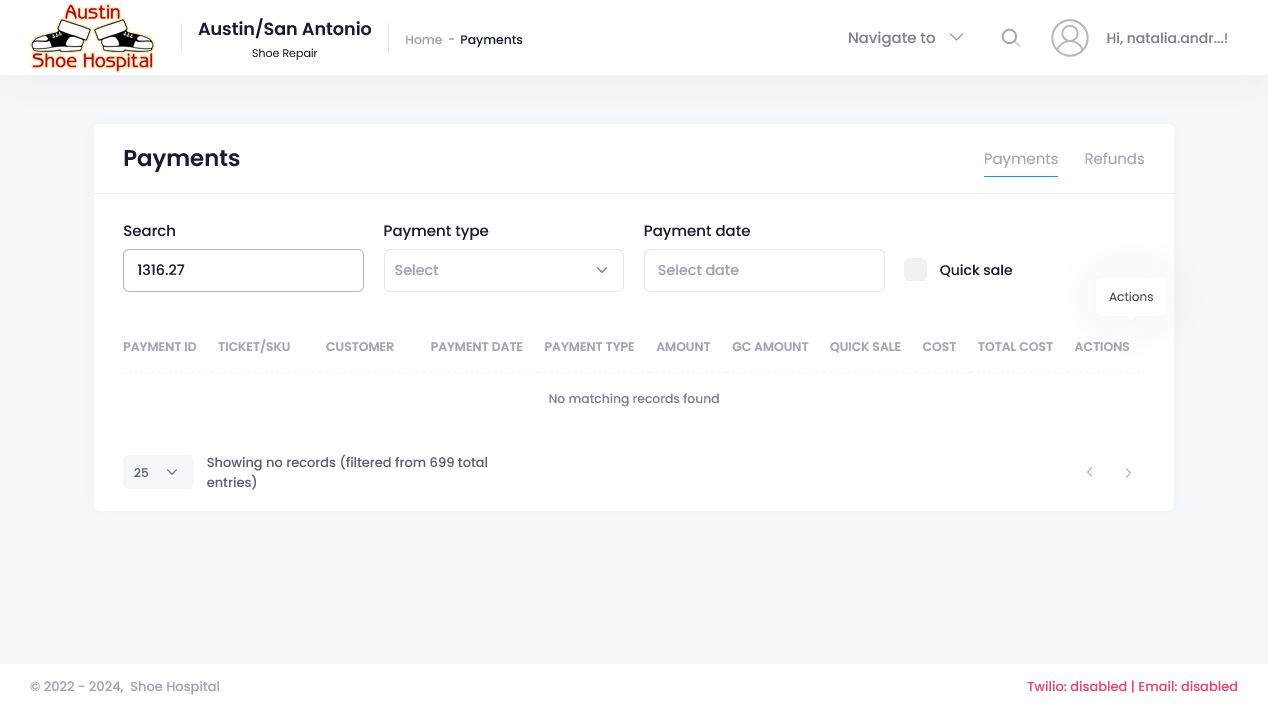 Austin
Shoe Hospital
Austin/San Antonio
Shoe Repair
Home - Payments
Navigate to
Hi, natalia.andr...!
Payments
Payments
Refunds
Search
Payment type
Payment date
1316.27
Select
Select date
Quick sale
Actions
PAYMENT ID
TICKET/SKU
CUSTOMER
PAYMENT DATE
PAYMENT TYPE
AMOUNT
GC AMOUNT
QUICK SALE
COST
TOTAL COST
ACTIONS
No matching records found
25
Showing no records (filtered from 699 total
entries)
© 2022 - 2024, Shoe Hospital
Twilio: disabled | Email: disabled